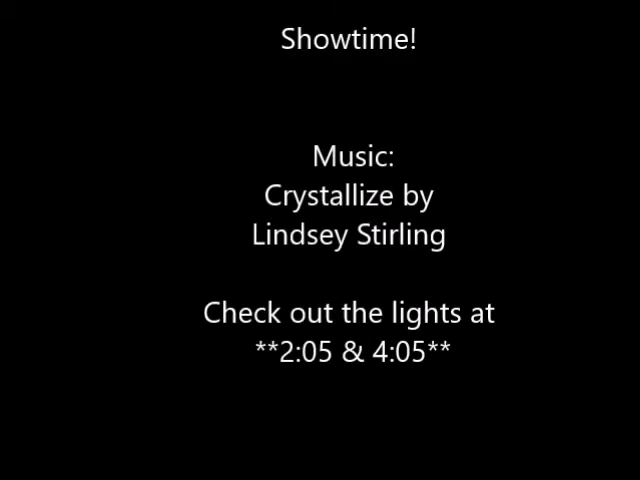 Showtime!
Music:
Crystallize by
Lindsey Stirling
Check out the lights at
**2:05 & 4:05**